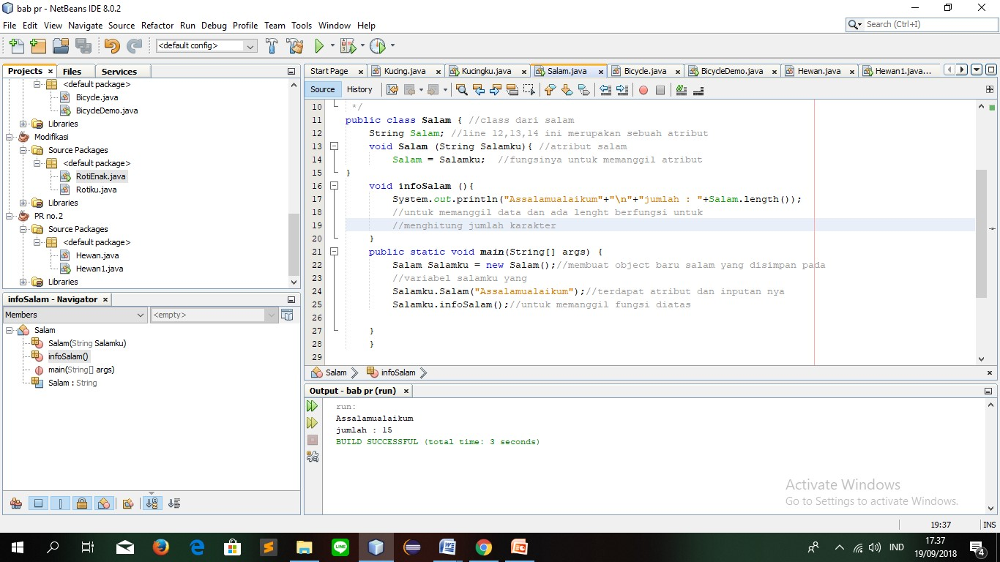 bab pr - NetBeans IDE 8.0.2
File Edit View Navigate Source Refactor Run Debug Profile Team Tools Window Help
Search (Ctrl+I)
<default config>
Projects Files Services
<default package>
Bicycle.java
BicycleDemo.java
Libraries
Modifikasi
Source Packages
<default package>
RotiEnak.java
Rotiku.java
Libraries
PR no.2
Source Packages
<default package>
Hewan.java
Hewan1.java
Libraries
infoSalam - Navigator
Members <empty>
Salam
Salam(String Salamku)
infoSalam()
main(String[] args)
Salam : String
Start Page Kucing.java Kucingku.java Salam.java Bicycle.java BicycleDemo.java Hewan.java Hewan1.java...
Source History
10 */
11 public class Salam { //class dari salam
12 String Salam; //line 12,13,14 ini merupakan sebuah atribut
13 void Salam (String Salamku){ //atribut salam
14 Salam = Salamku; //fungsinya untuk memanggil atribut
15 }
16 void infoSalam (){
17 System.out.println("Assalamualaikum"+"\n"+"jumlah : "+Salam.length());
18 //untuk memanggil data dan ada lenght berfungsi untuk
19 //menghitung jumlah karakter
20 }
21 public static void main(String[] args) {
22 Salam Salamku = new Salam();//membuat object baru salam yang disimpan pada
23 //variabel salamku yang
24 Salamku.Salam("Assalamualaikum");//terdapat atribut dan inputan nya
25 Salamku.infoSalam();//untuk memanggil fungsi diatas
26
27 }
28 }
29
Salam infoSalam
Output - bab pr (run)
run:
Assalamualaikum
jumlah : 15
BUILD SUCCESSFUL (total time: 3 seconds)
Activate Windows
Go to Settings to activate Windows.
19:37 INS
LINE
IND
17.37
19/09/2018
4